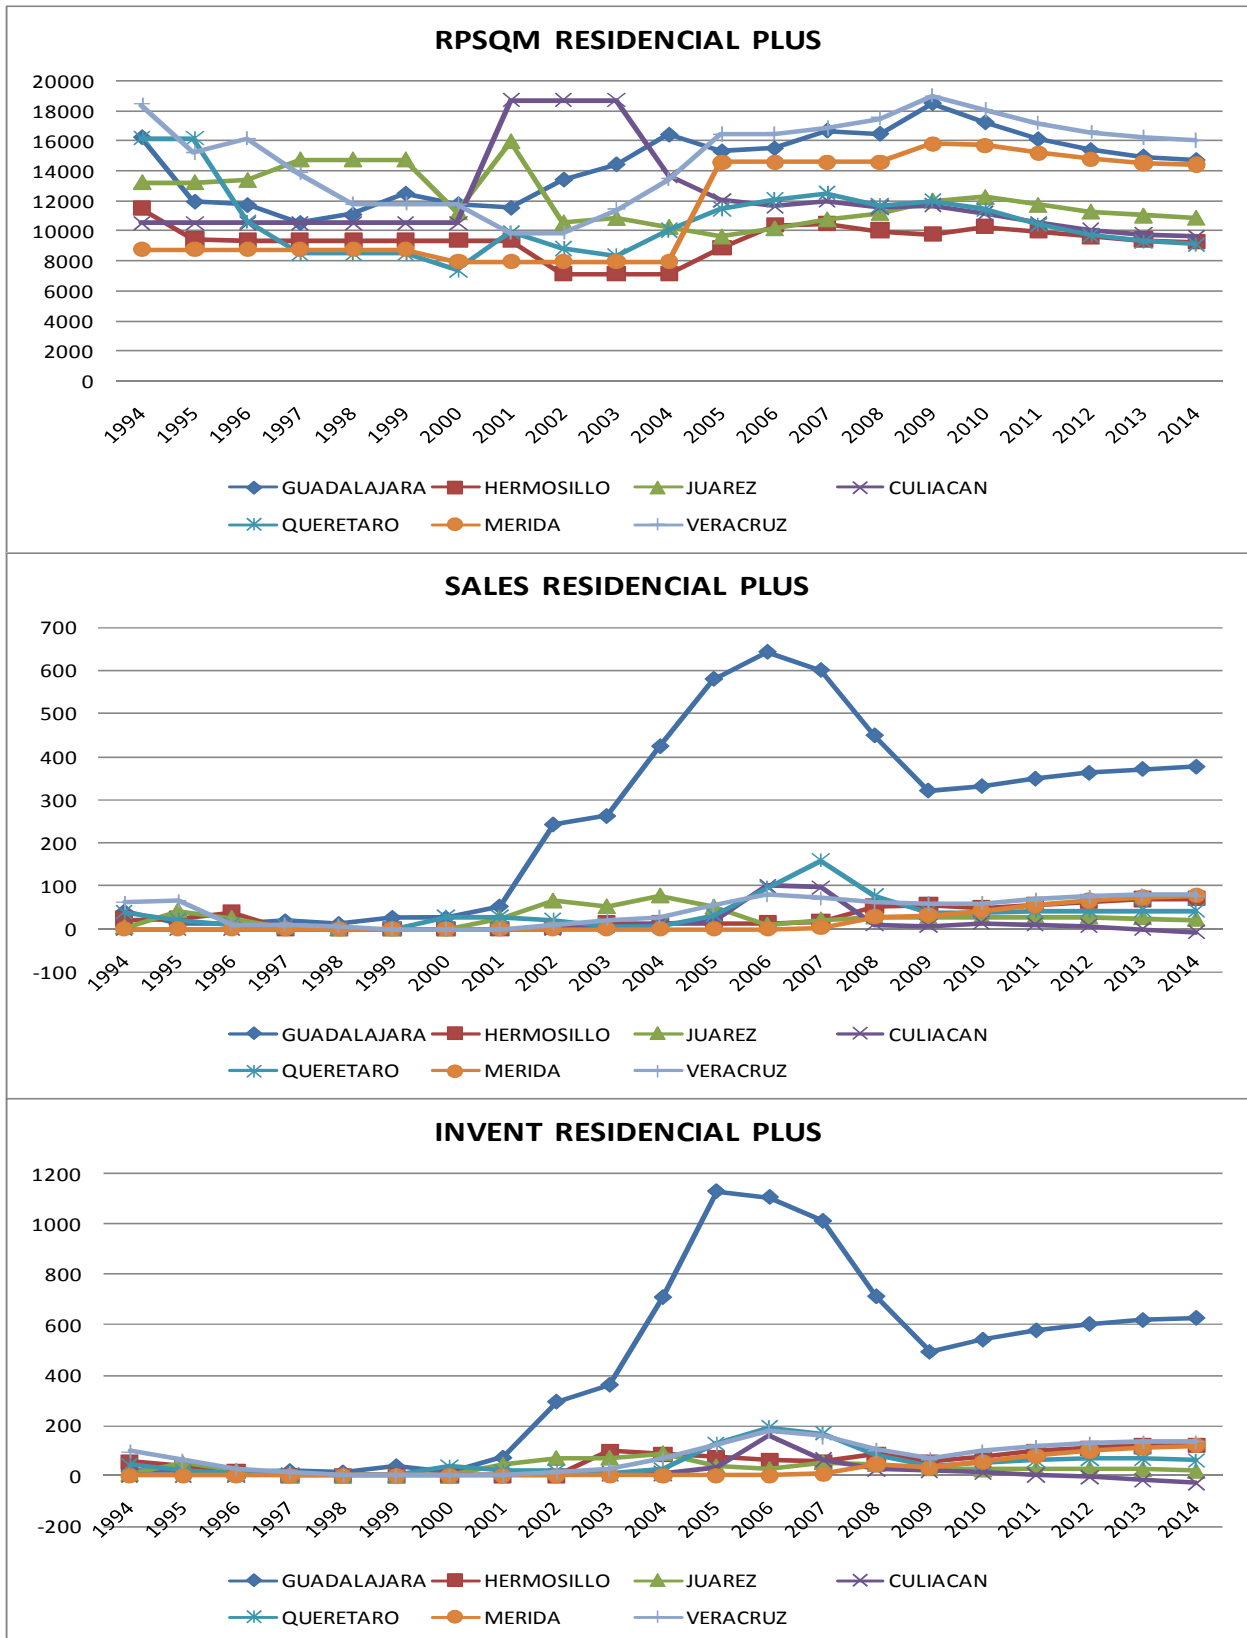 RPSQM RESIDENCIAL PLUS
20000
18000
16000
14000
12000
10000
8000
6000
4000
2000
0
1994 1995 1996 1997 1998 1999 2000 2001 2002 2003 2004 2005 2006 2007 2008 2009 2010 2011 2012 2013 2014
GUADALAJARA HERMOSILLO JUAREZ CULIACAN
QUERETARO MERIDA VERACRUZ
SALES RESIDENCIAL PLUS
700
600
500
400
300
200
100
0
-100
1994 1995 1996 1997 1998 1999 2000 2001 2002 2003 2004 2005 2006 2007 2008 2009 2010 2011 2012 2013 2014
GUADALAJARA HERMOSILLO JUAREZ CULIACAN
QUERETARO MERIDA VERACRUZ
INVENT RESIDENCIAL PLUS
1200
1000
800
600
400
200
0
-200
1994 1995 1996 1997 1998 1999 2000 2001 2002 2003 2004 2005 2006 2007 2008 2009 2010 2011 2012 2013 2014
GUADALAJARA HERMOSILLO JUAREZ CULIACAN
QUERETARO MERIDA VERACRUZ